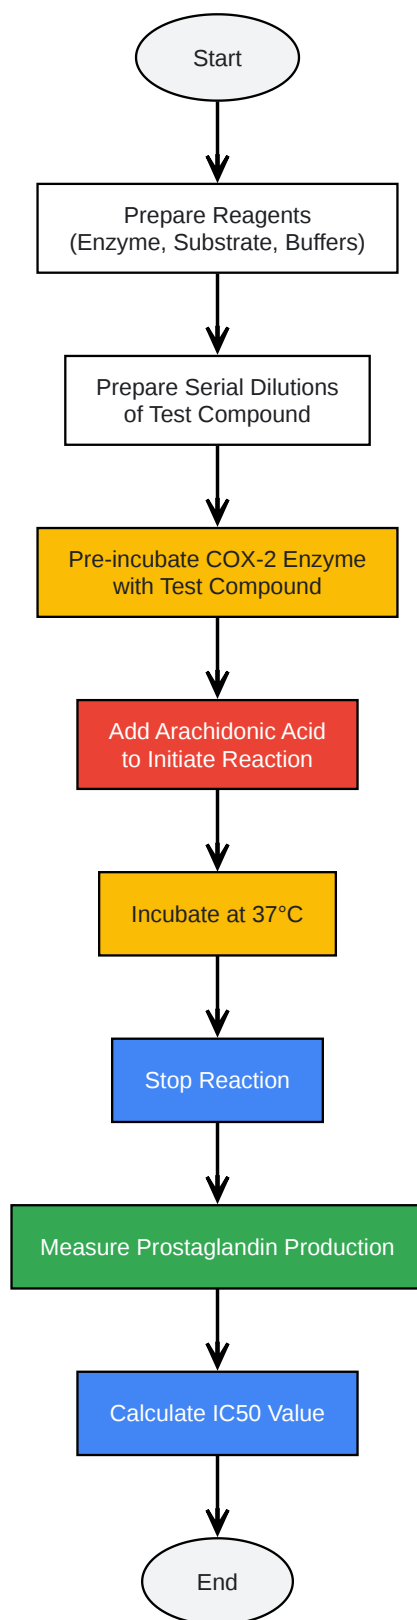 Start
Prepare Reagents
(Enzyme, Substrate, Buffers)
Prepare Serial Dilutions
of Test Compound
Pre-incubate COX-2 Enzyme
with Test Compound
Add Arachidonic Acid
to Initiate Reaction
Incubate at 37°C
Stop Reaction
Measure Prostaglandin Production
Calculate IC50 Value
End